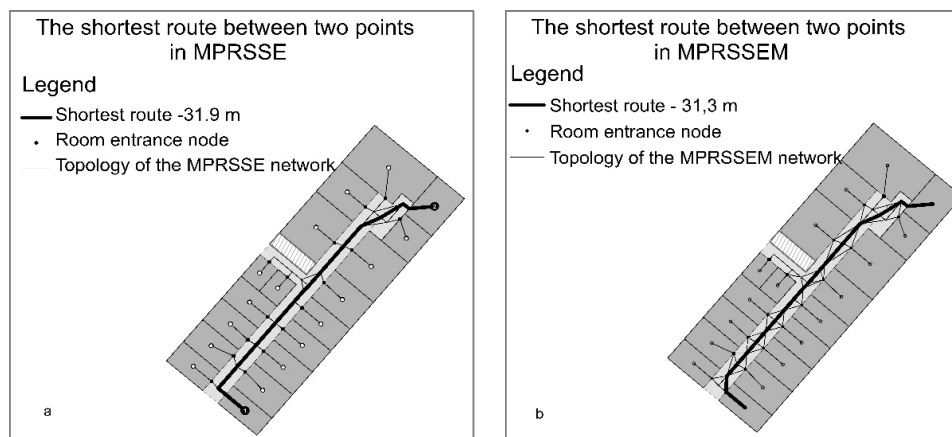 The shortest route between two points
in MPRSSE
Legend
Shortest route -31.9 m
Room entrance node
Topology of the MPRSSE network
2
1
a
The shortest route between two points
in MPRSSEM
Legend
Shortest route - 31,3 m
Room entrance node
Topology of the MPRSSEM network
b